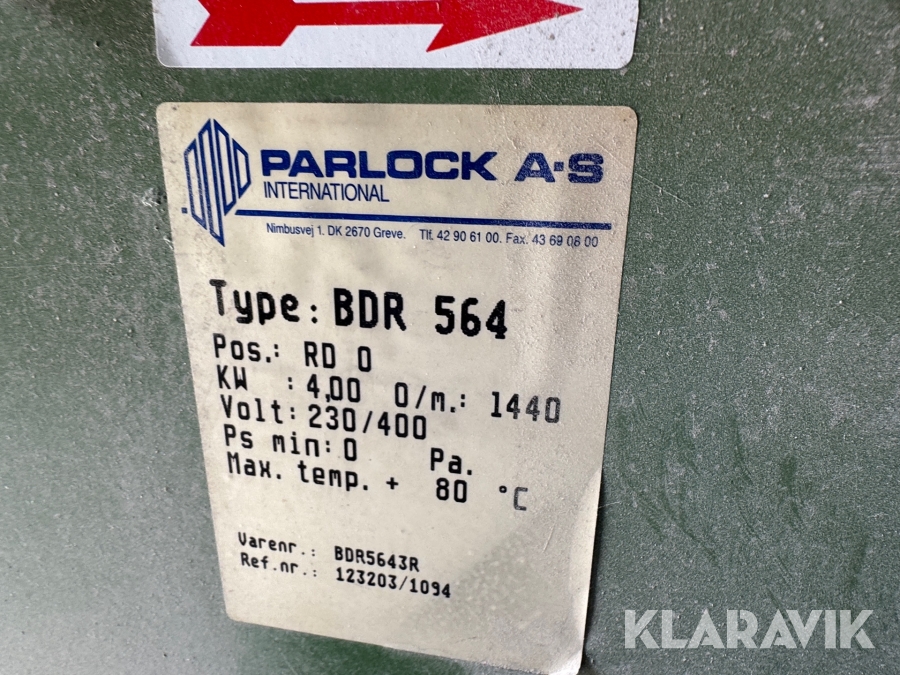 PARLOCK A·S
INTERNATIONAL
Nimbusvej 1. DK 2670 Greve. Tlf. 42 90 61 00. Fax. 43 69 08 00
Type: BDR 564
Pos.: RD 0
KW : 4,00 O/m.: 1440
Volt: 230/400
Ps min: 0 Pa.
Max. temp. + 80 °C
Varenr.: BDR5643R
Ref.nr.: 123203/1094
KLARAVIK